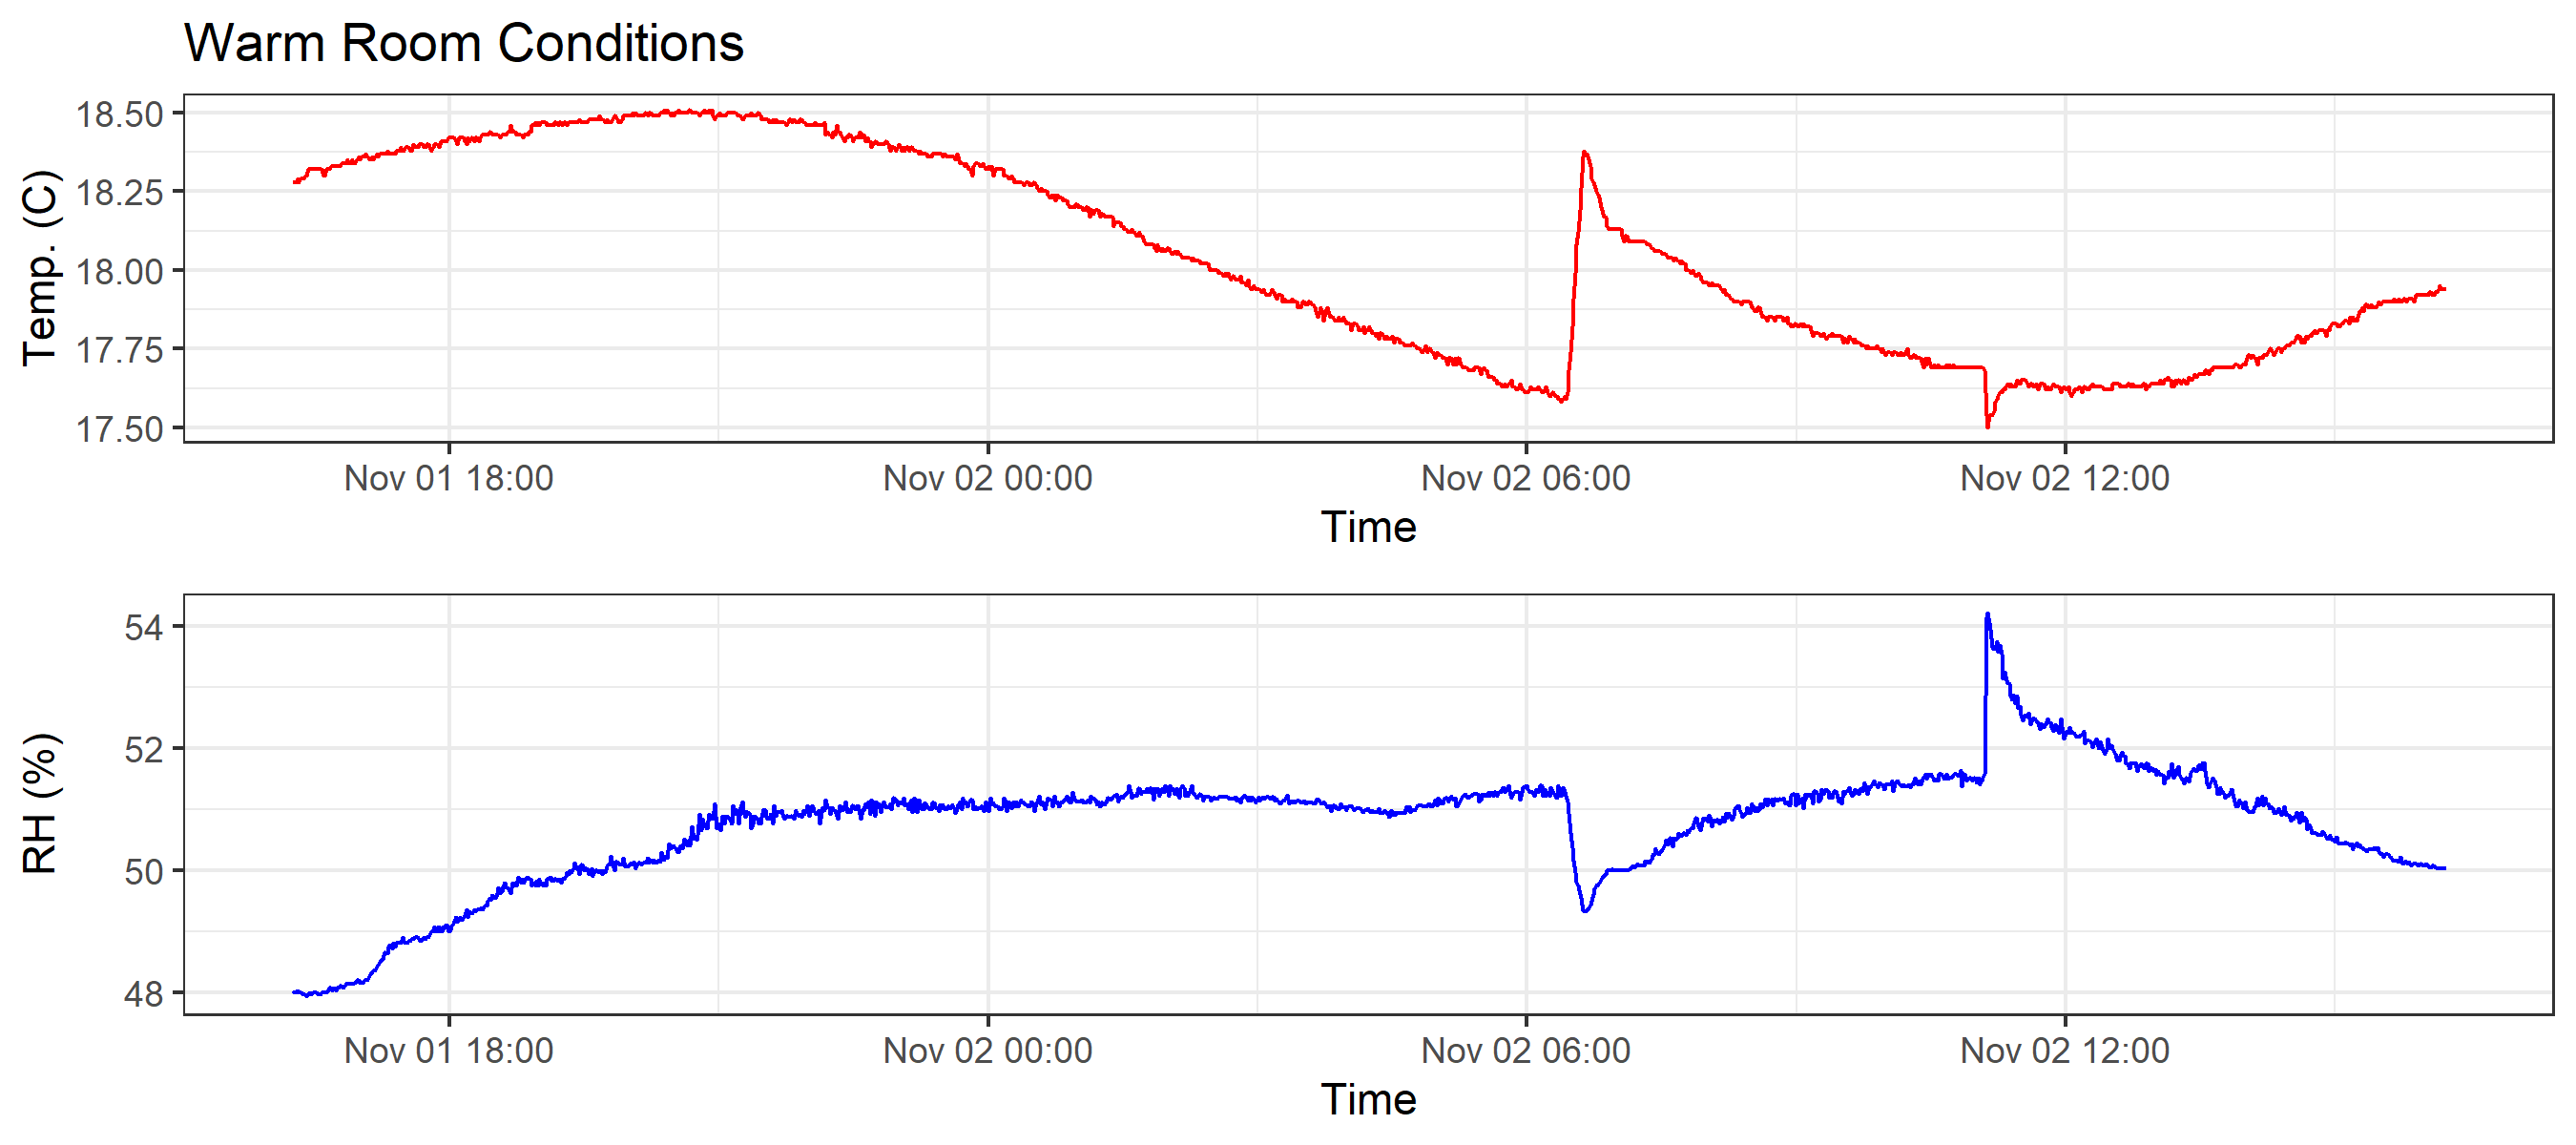 Warm Room Conditions
18.50
18.25
18.00
17.75
17.50
Temp. (C)
Nov 01 18:00 Nov 02 00:00 Nov 02 06:00 Nov 02 12:00
Time
54
52
50
48
RH (%)
Nov 01 18:00 Nov 02 00:00 Nov 02 06:00 Nov 02 12:00
Time